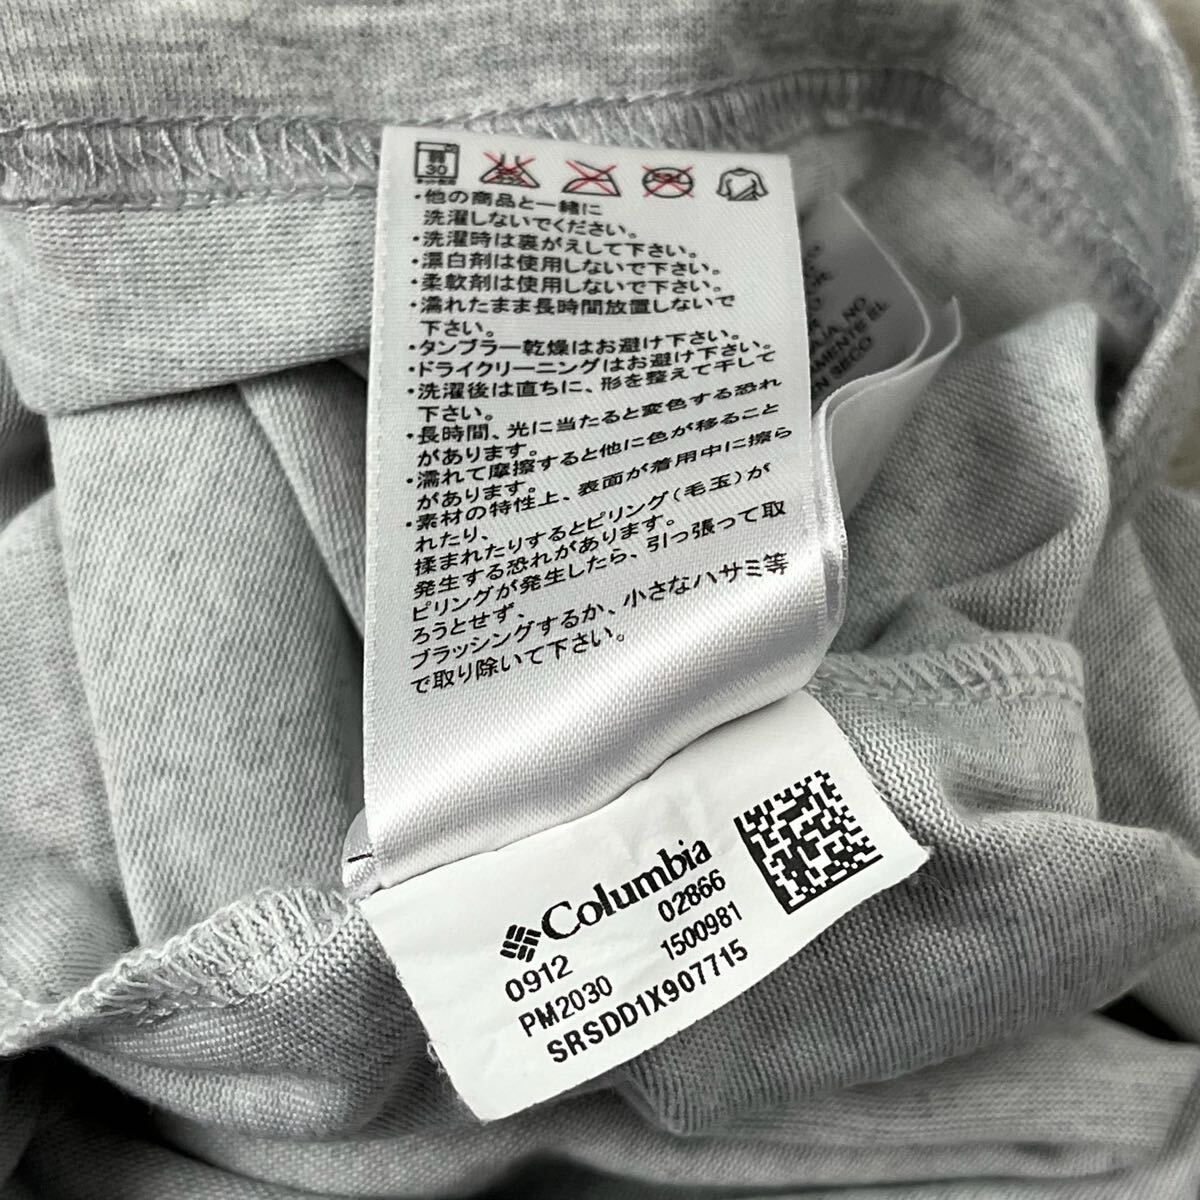 30
ネット使用
・他の商品と一緒に
洗濯しないでください。
・洗濯時は裏がえして下さい。
・漂白剤は使用しないで下さい。
・柔軟剤は使用しないで下さい。
・濡れたまま長時間放置しないで
下さい。
・タンブラー乾燥はお避け下さい。
・ドライクリーニングはお避け下さい。
・洗濯後は直ちに、形を整えて干して
下さい。
・長時間、光に当たると変色する恐れ
があります。
・濡れて摩擦すると他に色が移ること
があります。
・素材の特性上、表面が着用中に擦ら
れたり、
揉まれたりするとピリング(毛玉)が
発生する恐れがあります。
ピリングが発生したら、引っ張って取
ろうとせず、
ブラッシングするか、小さなハサミ等
で取り除いて下さい。
AJA, NO
AMENTE EL
EN SECO
Columbia
0912 02866
PM2030 1500981
SRSDD1X907715